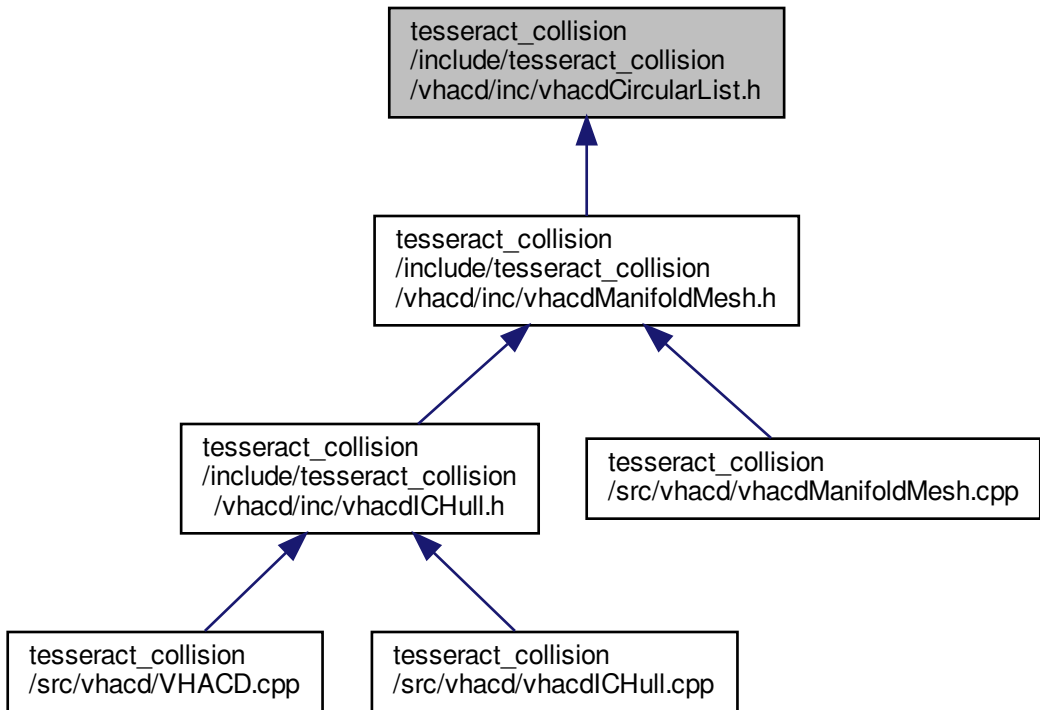 tesseract_collision
/include/tesseract_collision
/vhacd/inc/vhacdCircularList.h
tesseract_collision
/include/tesseract_collision
/vhacd/inc/vhacdManifoldMesh.h
tesseract_collision
/include/tesseract_collision
/vhacd/inc/vhacdICHull.h
tesseract_collision
/src/vhacd/vhacdManifoldMesh.cpp
tesseract_collision
/src/vhacd/VHACD.cpp
tesseract_collision
/src/vhacd/vhacdICHull.cpp